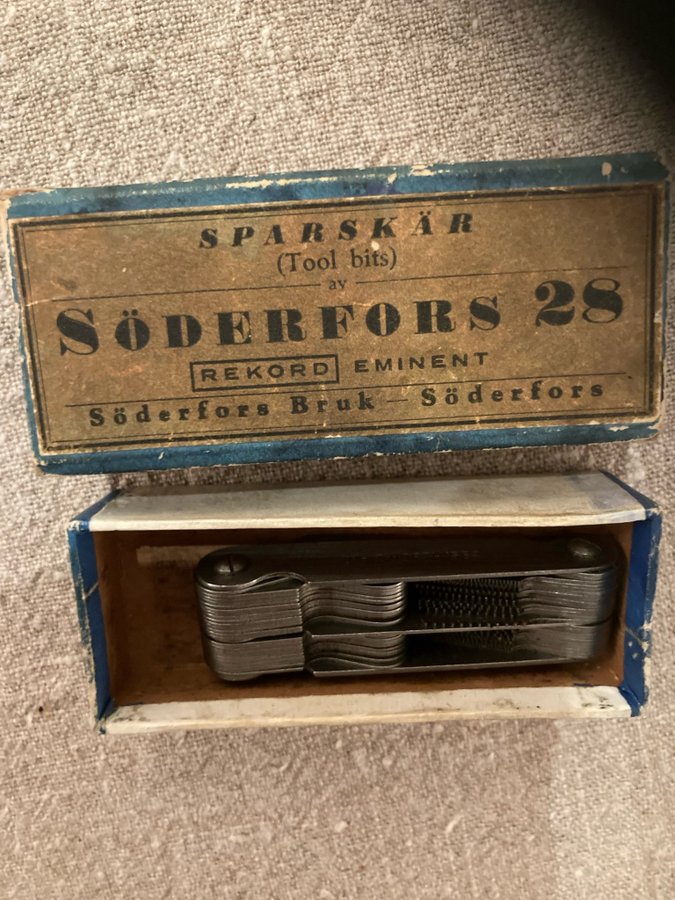 SPARSKÄR
(Tool bits)
av
SÖDERFORS 28
REKORD EMINENT
Söderfors Bruk — Söderfors